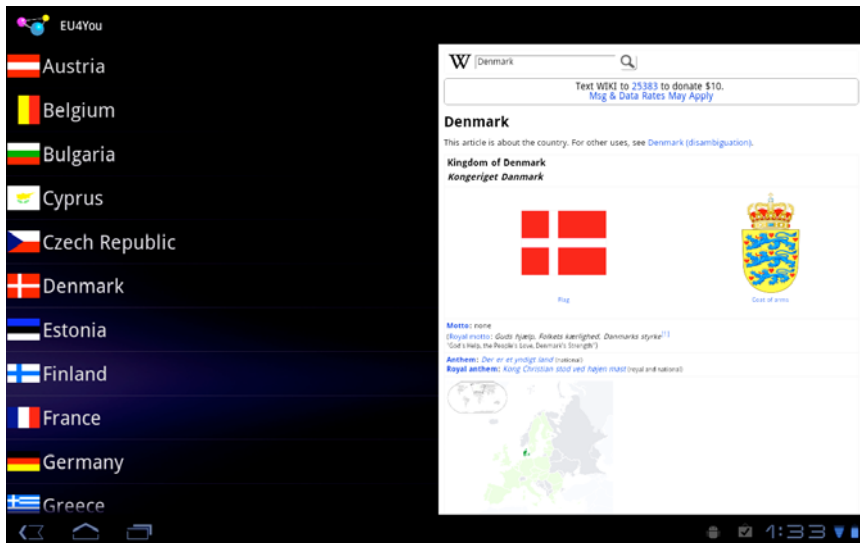 EU4You
Austria
Belgium
Bulgaria
Cyprus
Czech Republic
Denmark
Estonia
Finland
France
Germany
Greece
W Denmark
Text WIKI to 25383 to donate $10.
Msg & Data Rates May Apply
Denmark
This article is about the country. For other uses, see Denmark (disambiguation).
Kingdom of Denmark
Kongeriget Danmark
Flag
Coat of arms
Motto: none
(Royal motto: Guds hjælp, Folkets kærlighed, Danmarks styrke[1]
"God's Help, the People's Love, Denmark's Strength")
Anthem: Der er et yndigt land (national)
Royal anthem: Kong Christian stod ved højen mast (royal and national)
1:33